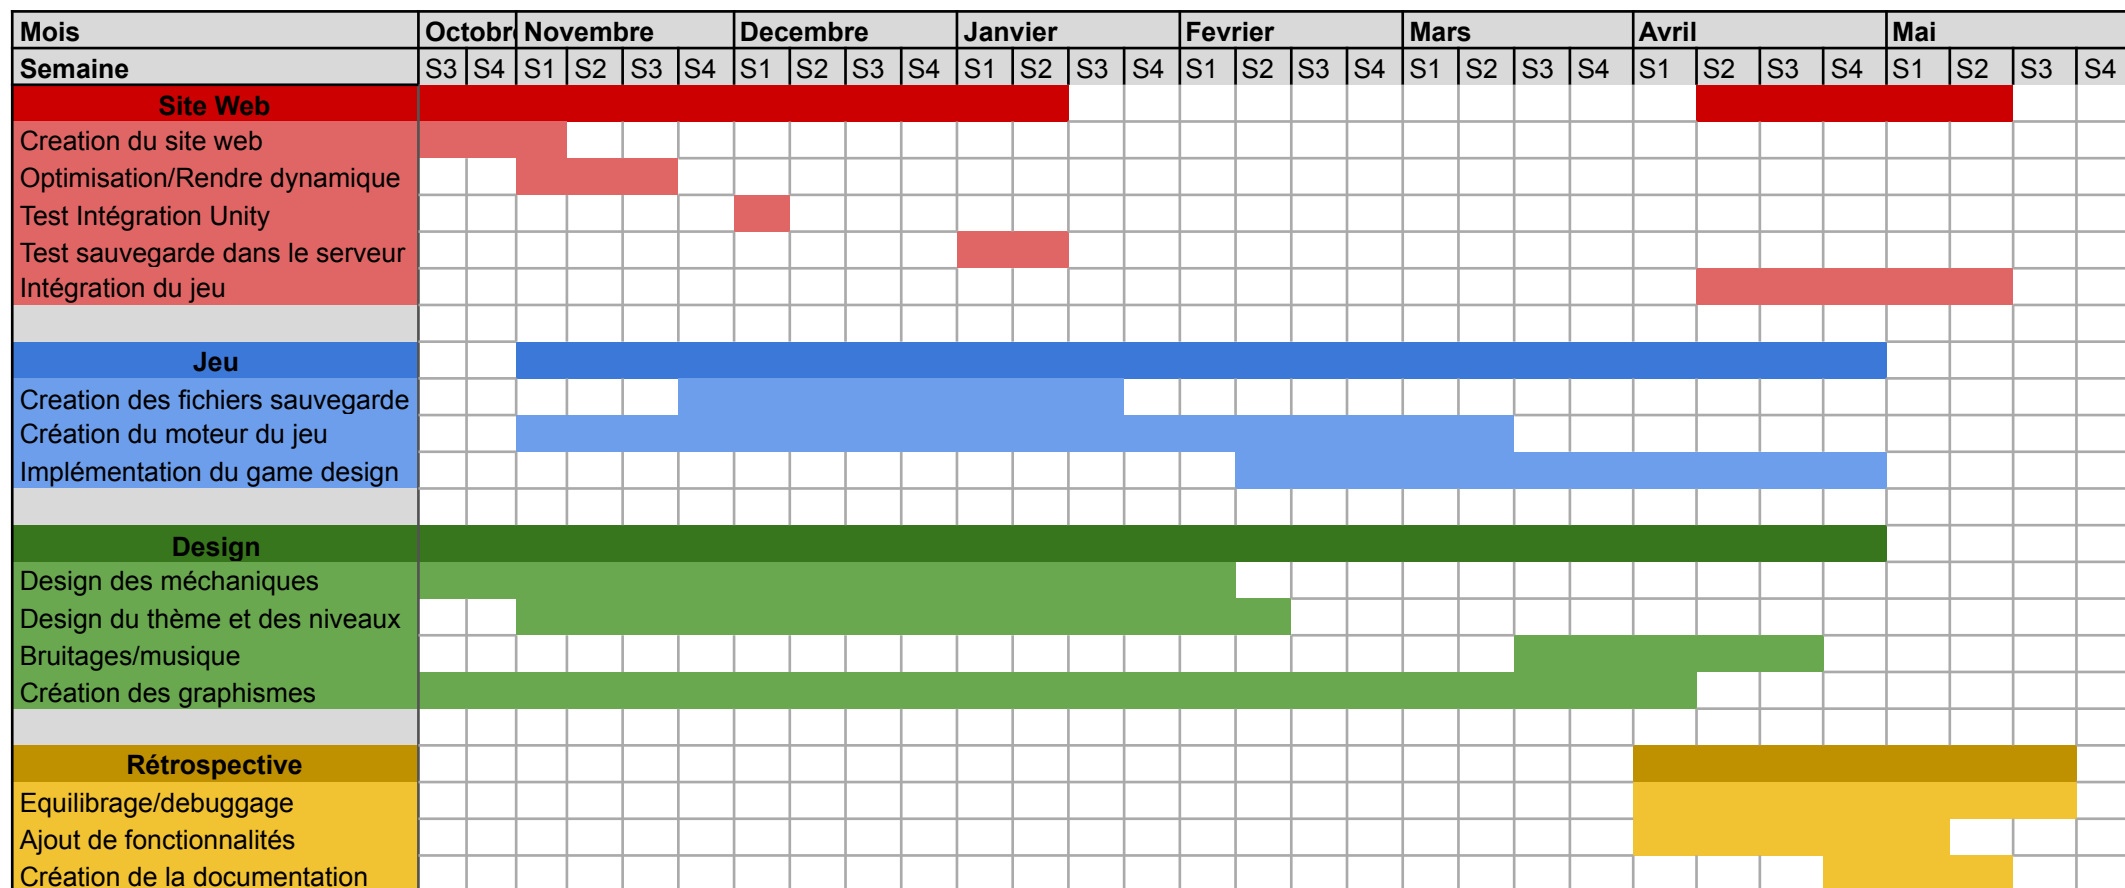 Mois Octobre Novembre Decembre Janvier Fevrier Mars Avril Mai
Semaine S3 S4 S1 S2 S3 S4 S1 S2 S3 S4 S1 S2 S3 S4 S1 S2 S3 S4 S1 S2 S3 S4 S1 S2 S3 S4 S1 S2 S3 S4
Site Web
Creation du site web
Optimisation/Rendre dynamique
Test Intégration Unity
Test sauvegarde dans le serveur
Intégration du jeu
Jeu
Creation des fichiers sauvegarde
Création du moteur du jeu
Implémentation du game design
Design
Design des méchaniques
Design du thème et des niveaux
Bruitages/musique
Création des graphismes
Rétrospective
Equilibrage/debuggage
Ajout de fonctionnalités
Création de la documentation